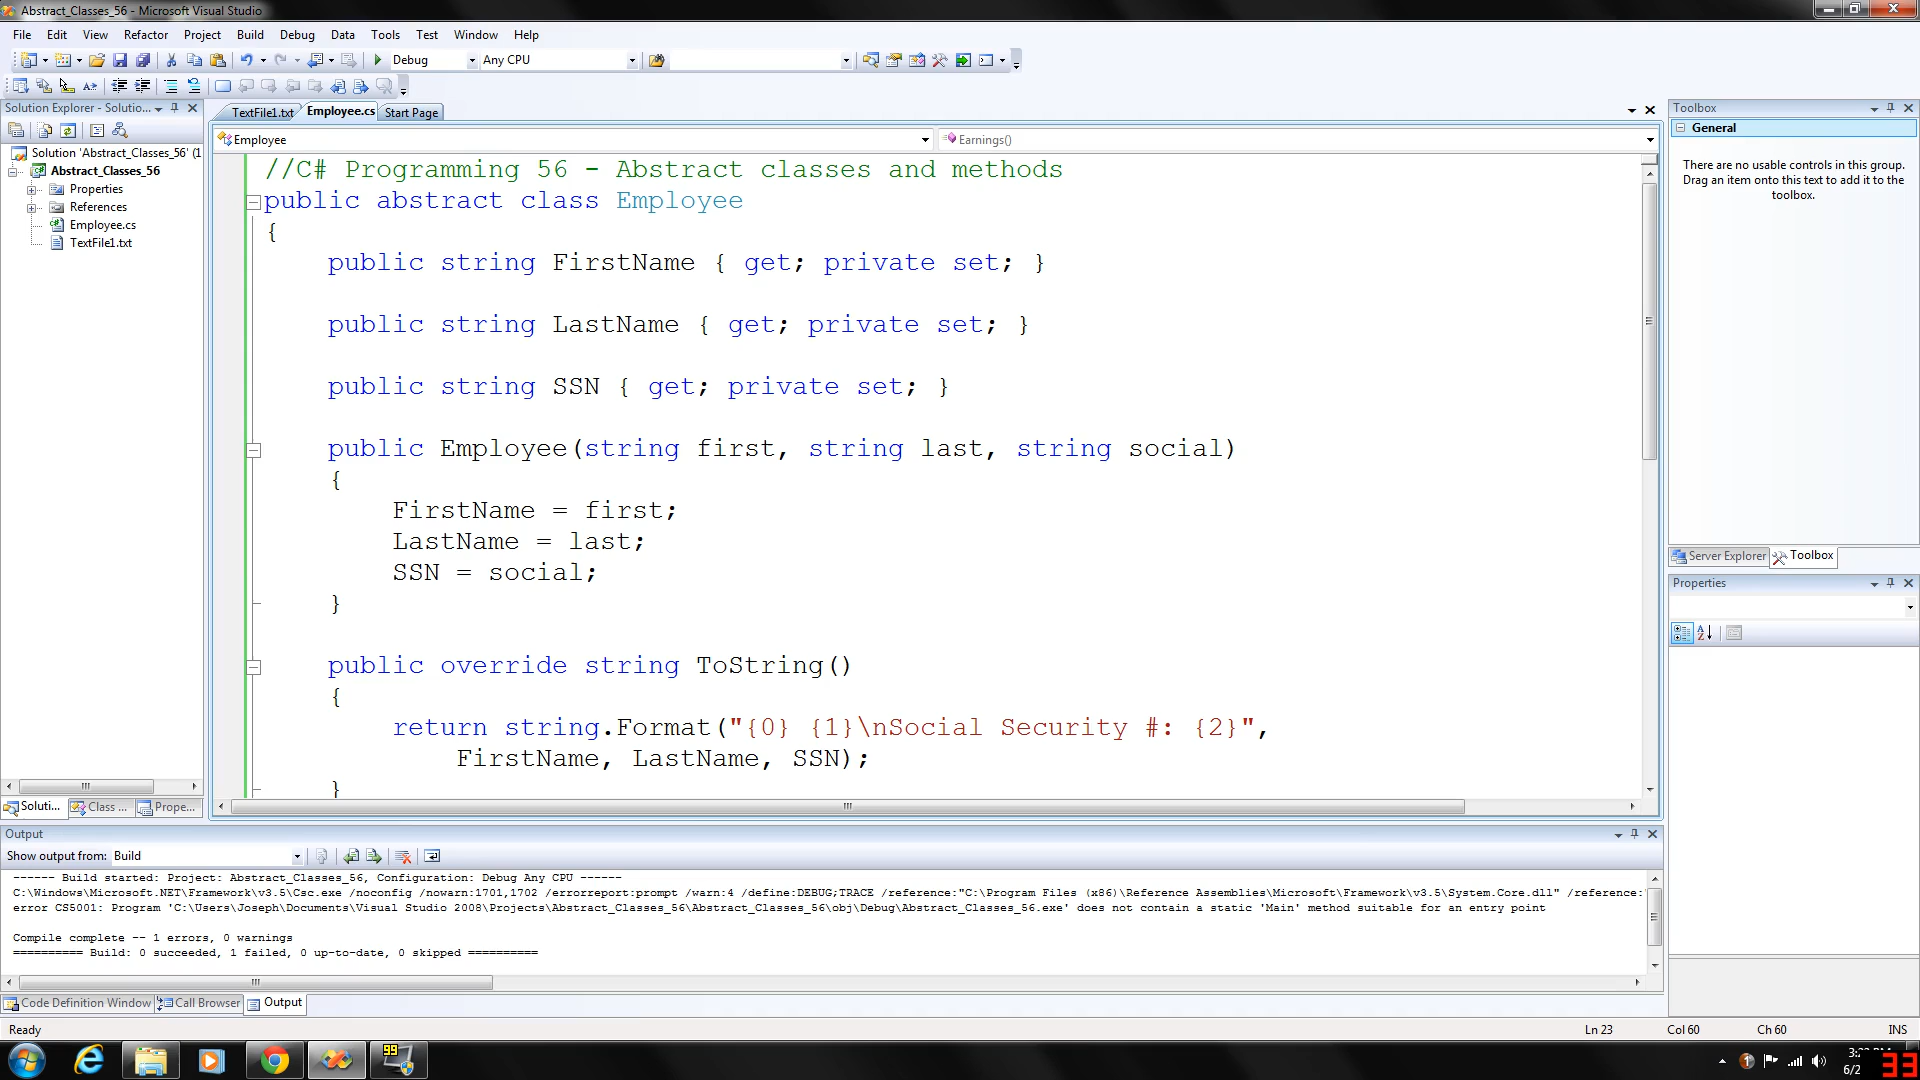 Abstract_Classes_56 - Microsoft Visual Studio
File Edit View Refactor Project Build Debug Data Tools Test Window Help
Debug Any CPU
Solution Explorer - Solutio...
Solution 'Abstract_Classes_56' (1
Abstract_Classes_56
Properties
References
Employee.cs
TextFile1.txt
Soluti... Class ... Prope...
TextFile1.txt Employee.cs Start Page
Employee Earnings()
//C# Programming 56 - Abstract classes and methods
public abstract class Employee
{
public string FirstName { get; private set; }
public string LastName { get; private set; }
public string SSN { get; private set; }
public Employee(string first, string last, string social)
{
FirstName = first;
LastName = last;
SSN = social;
}
public override string ToString()
{
return string.Format("{0} {1}\nSocial Security #: {2}",
FirstName, LastName, SSN);
}
Toolbox
General
There are no usable controls in this group.
Drag an item onto this text to add it to the
toolbox.
Server Explorer Toolbox
Properties
Output
Show output from: Build
------ Build started: Project: Abstract_Classes_56, Configuration: Debug Any CPU ------
C:\Windows\Microsoft.NET\Framework\v3.5\Csc.exe /noconfig /nowarn:1701,1702 /errorreport:prompt /warn:4 /define:DEBUG;TRACE /reference:"C:\Program Files (x86)\Reference Assemblies\Microsoft\Framework\v3.5\System.Core.dll" /reference:
error CS5001: Program 'C:\Users\Joseph\Documents\Visual Studio 2008\Projects\Abstract_Classes_56\Abstract_Classes_56\obj\Debug\Abstract_Classes_56.exe' does not contain a static 'Main' method suitable for an entry point
Compile complete -- 1 errors, 0 warnings
========== Build: 0 succeeded, 1 failed, 0 up-to-date, 0 skipped ==========
Code Definition Window Call Browser Output
Ready Ln 23 Col 60 Ch 60 INS
99
6/2
33